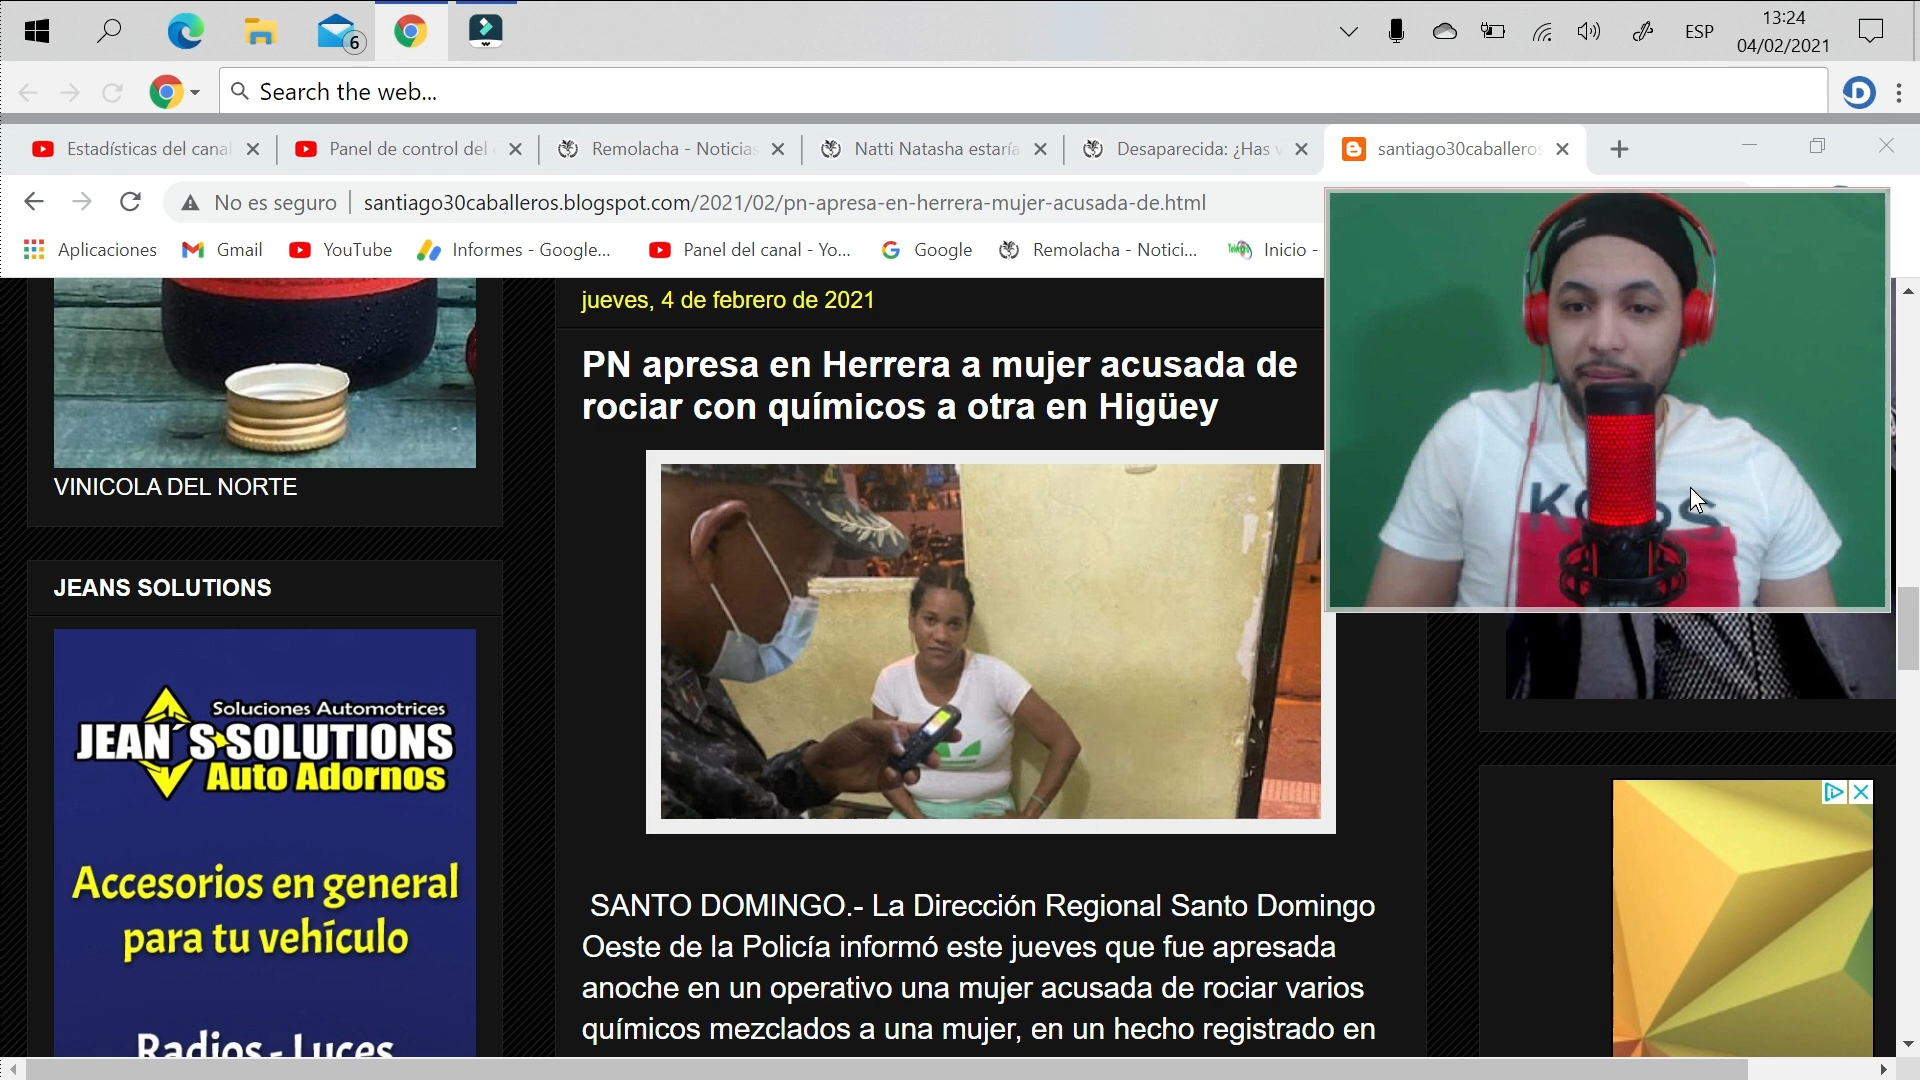 6
ESP
13:24
04/02/2021
Search the web...
Estadísticas del canal
Panel de control del
Remolacha - Noticias
Natti Natasha estaría
Desaparecida: ¿Has
santiago30caballeros
No es seguro
santiago30caballeros.blogspot.com/2021/02/pn-apresa-en-herrera-mujer-acusada-de.html
Aplicaciones
Gmail
YouTube
Informes - Google...
Panel del canal - Yo...
Google
Remolacha - Notici...
Inicio -
jueves, 4 de febrero de 2021
PN apresa en Herrera a mujer acusada de
rociar con químicos a otra en Higüey
VINICOLA DEL NORTE
JEANS SOLUTIONS
Soluciones Automotrices
JEAN´S SOLUTIONS
Auto Adornos
Accesorios en general
para tu vehículo
Radios - Luces
SANTO DOMINGO.- La Dirección Regional Santo Domingo
Oeste de la Policía informó este jueves que fue apresada
anoche en un operativo una mujer acusada de rociar varios
químicos mezclados a una mujer, en un hecho registrado en